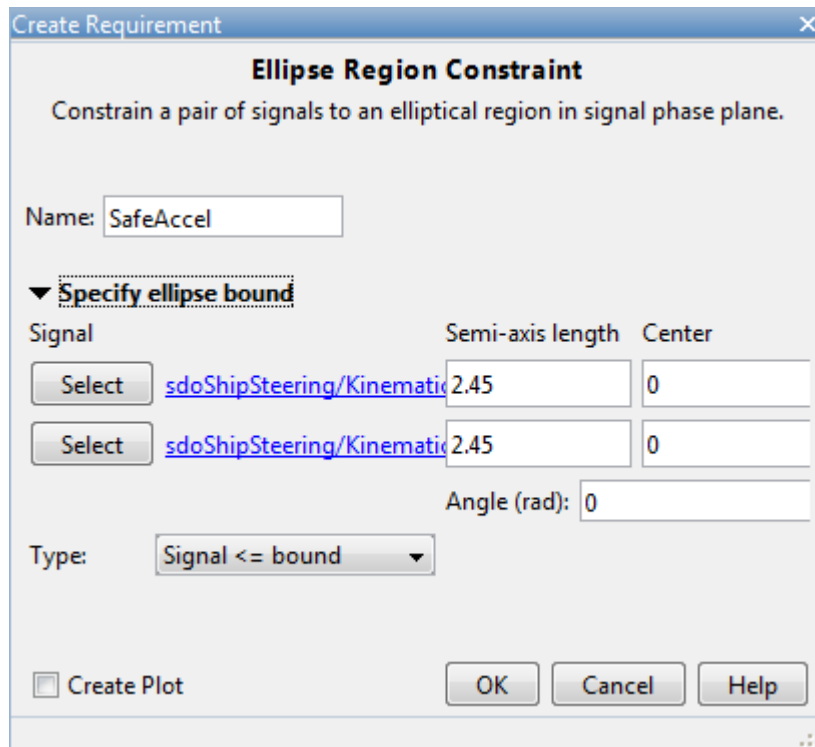 Create Requirement
Ellipse Region Constraint
Constrain a pair of signals to an elliptical region in signal phase plane.
Name: SafeAccel
Specify ellipse bound
Signal Semi-axis length Center
Select sdoShipSteering/Kinematic 2.45 0
Select sdoShipSteering/Kinematic 2.45 0
Angle (rad): 0
Type: Signal <= bound
Create Plot OK Cancel Help